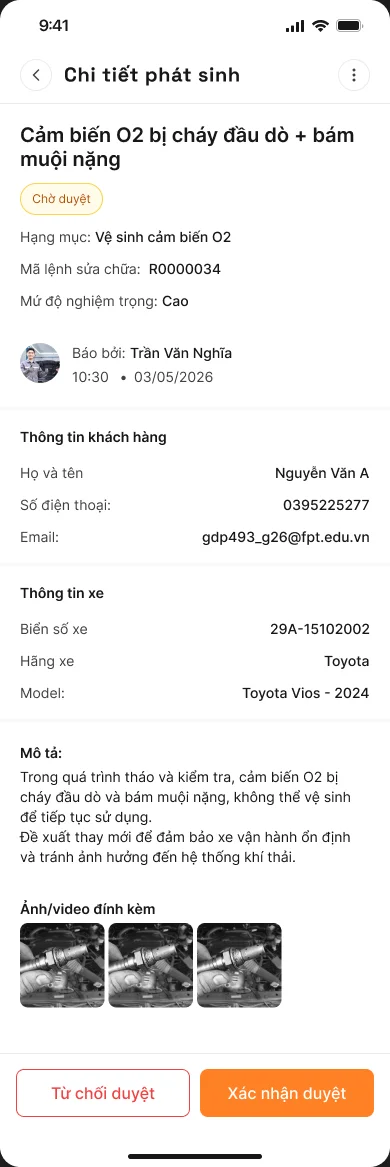 9:41
Chi tiết phát sinh
Cảm biến O2 bị cháy đầu dò + bám
muội nặng
Chờ duyệt
Hạng mục: Vệ sinh cảm biến O2
Mã lệnh sửa chữa: R0000034
Mứ độ nghiệm trọng: Cao
Báo bởi: Trần Văn Nghĩa
10:30 • 03/05/2026
Thông tin khách hàng
Họ và tên Nguyễn Văn A
Số điện thoại: 0395225277
Email: gdp493_g26@fpt.edu.vn
Thông tin xe
Biển số xe 29A-15102002
Hãng xe Toyota
Model: Toyota Vios - 2024
Mô tả:
Trong quá trình tháo và kiểm tra, cảm biến O2 bị
cháy đầu dò và bám muội nặng, không thể vệ sinh
để tiếp tục sử dụng.
Đề xuất thay mới để đảm bảo xe vận hành ổn định
và tránh ảnh hưởng đến hệ thống khí thải.
Ảnh/video đính kèm
Từ chối duyệt
Xác nhận duyệt